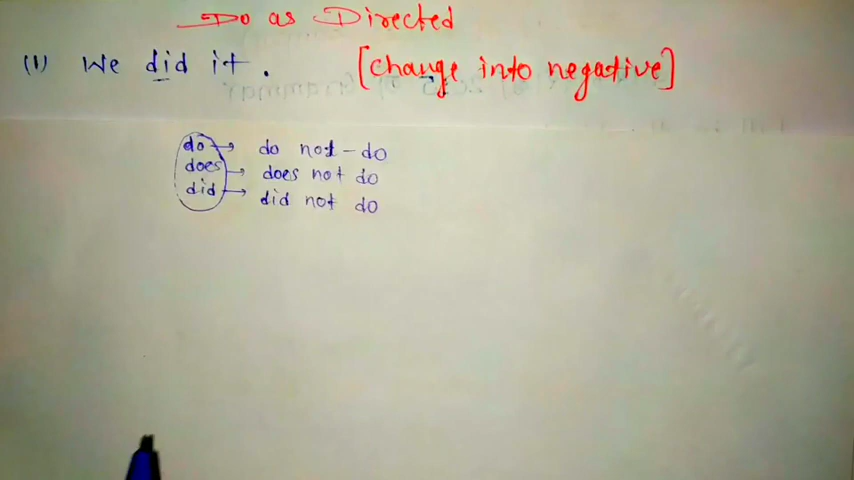 Do as Directed
(1) We did it. [change into negative]
do → do not - do
does → does not do
did → did not do